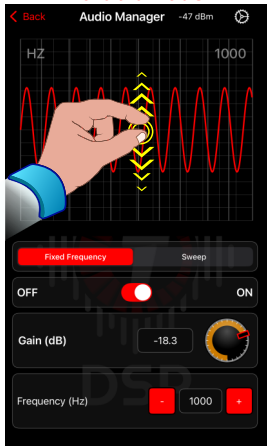 Back Audio Manager -47 dBm
HZ 1000
Fixed Frequency Sweep
OFF ON
Gain (dB) -18.3
DSP
Frequency (Hz) - 1000 +